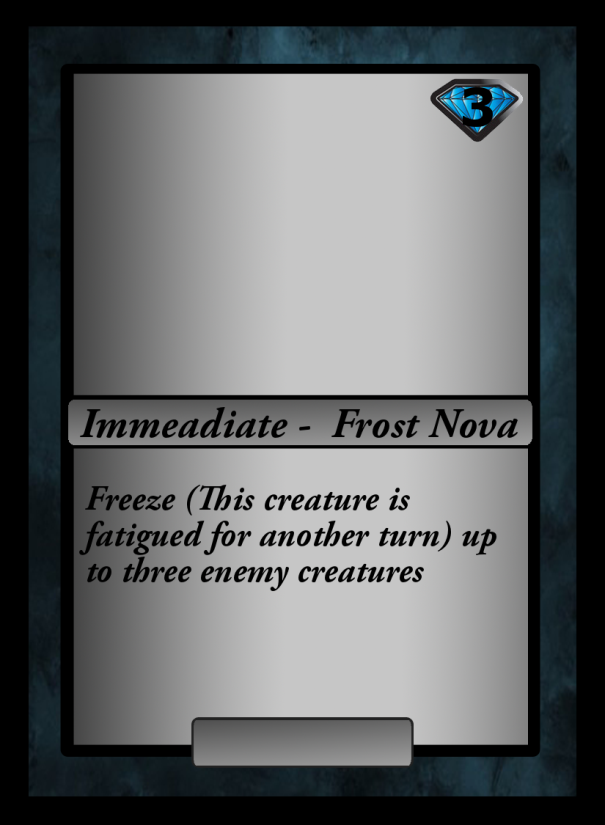 3
Immeadiate - Frost Nova
Freeze (This creature is
fatigued for another turn) up
to three enemy creatures